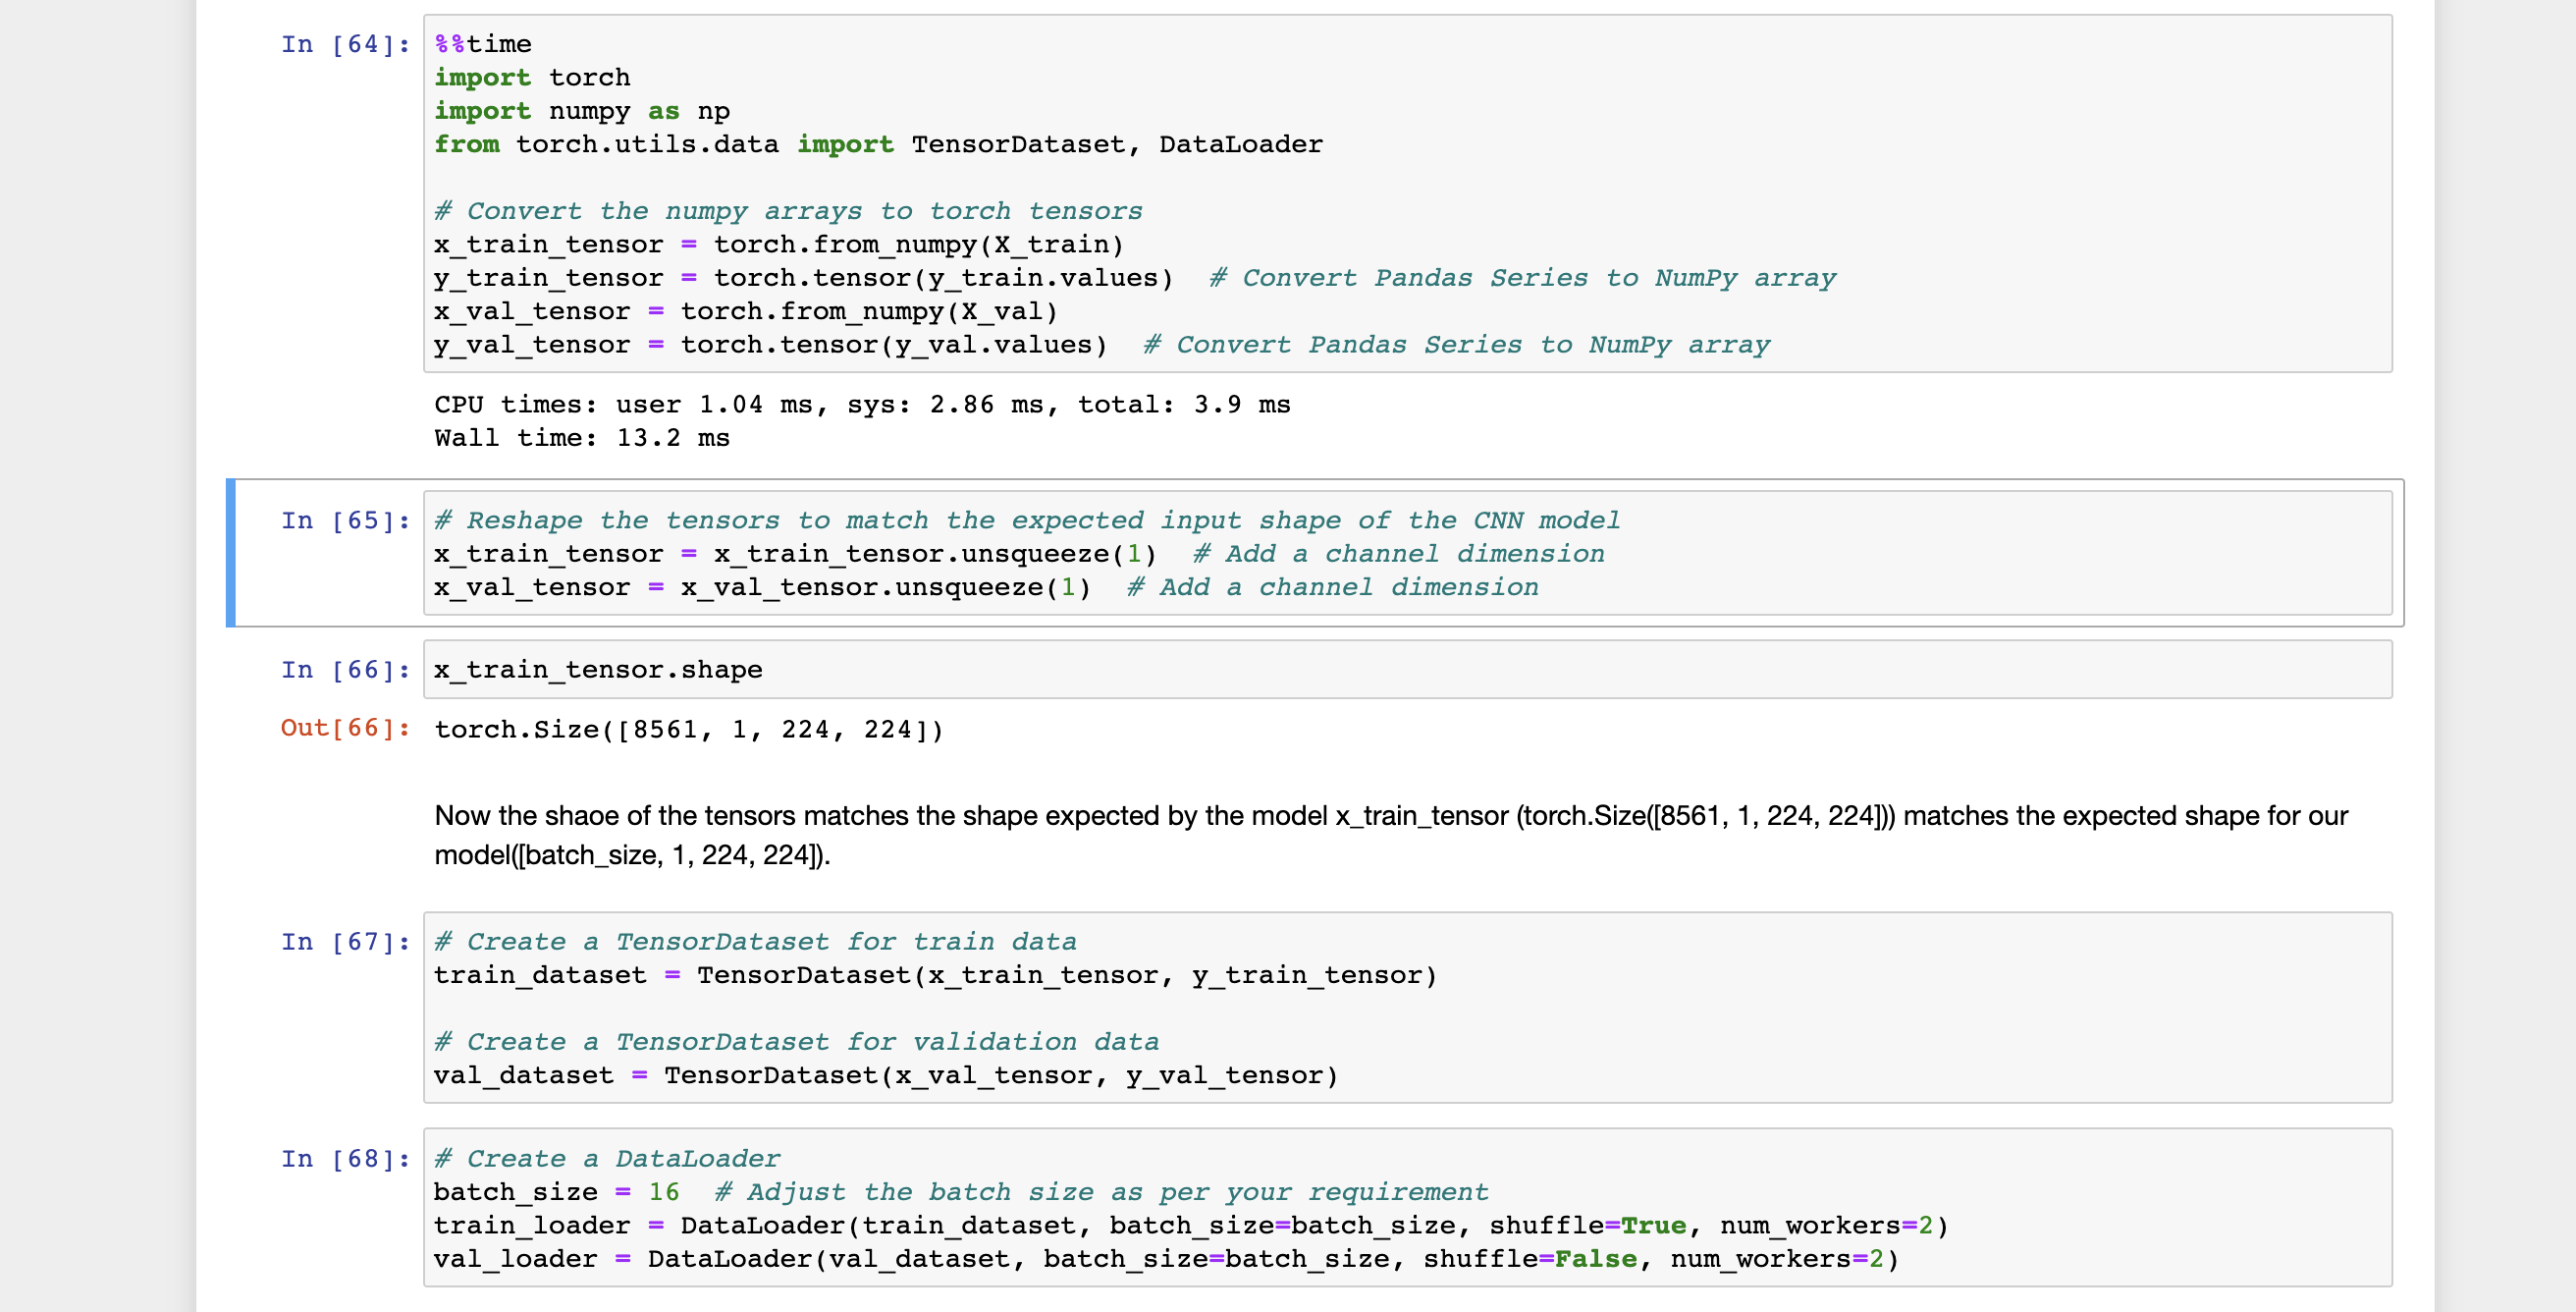 In [64]: %%time
import torch
import numpy as np
from torch.utils.data import TensorDataset, DataLoader
# Convert the numpy arrays to torch tensors
x_train_tensor = torch.from_numpy(X_train)
y_train_tensor = torch.tensor(y_train.values)  # Convert Pandas Series to NumPy array
x_val_tensor = torch.from_numpy(X_val)
y_val_tensor = torch.tensor(y_val.values)  # Convert Pandas Series to NumPy array
CPU times: user 1.04 ms, sys: 2.86 ms, total: 3.9 ms
Wall time: 13.2 ms
In [65]: # Reshape the tensors to match the expected input shape of the CNN model
x_train_tensor = x_train_tensor.unsqueeze(1)  # Add a channel dimension
x_val_tensor = x_val_tensor.unsqueeze(1)  # Add a channel dimension
In [66]: x_train_tensor.shape
Out[66]: torch.Size([8561, 1, 224, 224])
Now the shaoe of the tensors matches the shape expected by the model x_train_tensor (torch.Size([8561, 1, 224, 224])) matches the expected shape for our
model([batch_size, 1, 224, 224]).
In [67]: # Create a TensorDataset for train data
train_dataset = TensorDataset(x_train_tensor, y_train_tensor)
# Create a TensorDataset for validation data
val_dataset = TensorDataset(x_val_tensor, y_val_tensor)
In [68]: # Create a DataLoader
batch_size = 16  # Adjust the batch size as per your requirement
train_loader = DataLoader(train_dataset, batch_size=batch_size, shuffle=True, num_workers=2)
val_loader = DataLoader(val_dataset, batch_size=batch_size, shuffle=False, num_workers=2)